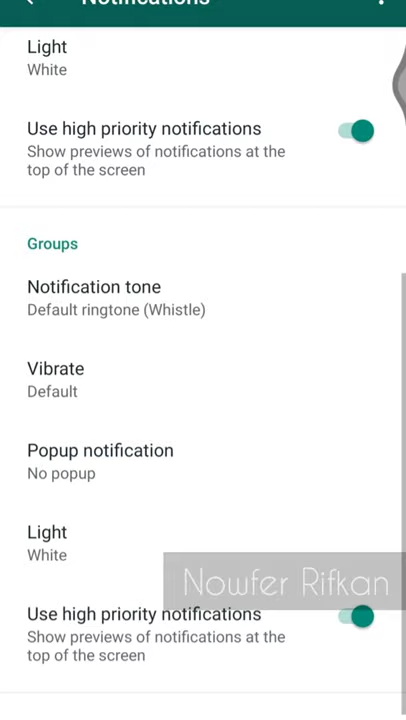 Notifications
Light
White
Use high priority notifications
Show previews of notifications at the
top of the screen
Groups
Notification tone
Default ringtone (Whistle)
Vibrate
Default
Popup notification
No popup
Light
White
Nowfer Rifkan
Use high priority notifications
Show previews of notifications at the
top of the screen